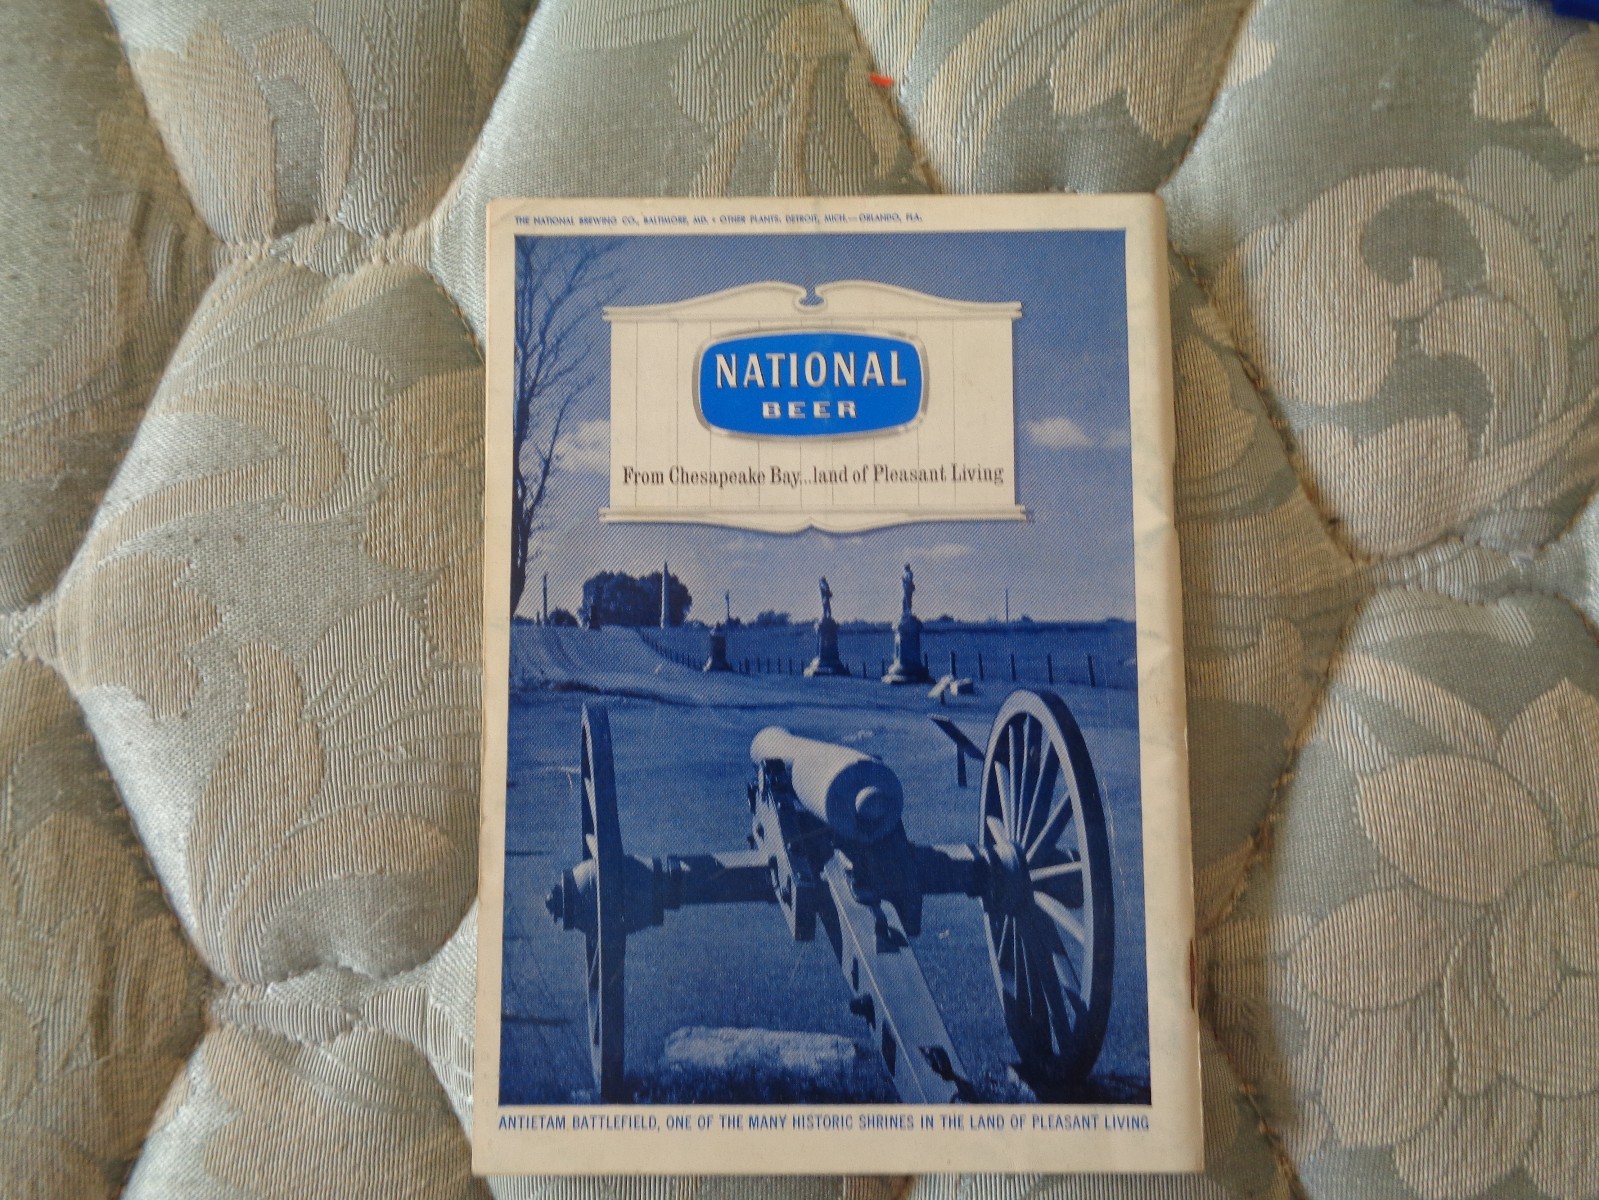 THE NATIONAL BREWING CO., BALTIMORE, MD. • OTHER PLANTS: DETROIT, MICH.—ORLANDO, FLA.
NATIONAL
BEER
From Chesapeake Bay...land of Pleasant Living
ANTIETAM BATTLEFIELD, ONE OF THE MANY HISTORIC SHRINES IN THE LAND OF PLEASANT LIVING